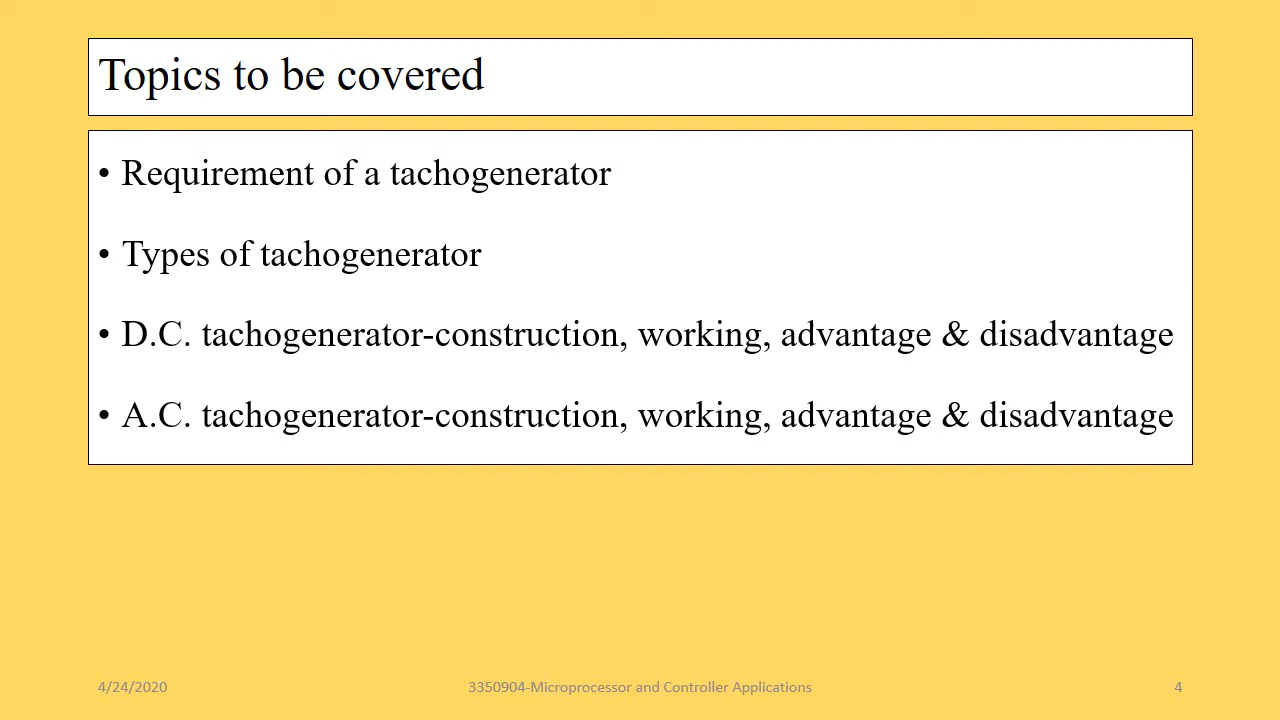 Topics to be covered
• Requirement of a tachogenerator
• Types of tachogenerator
• D.C. tachogenerator-construction, working, advantage & disadvantage
• A.C. tachogenerator-construction, working, advantage & disadvantage
4/24/2020
3350904-Microprocessor and Controller Applications
4